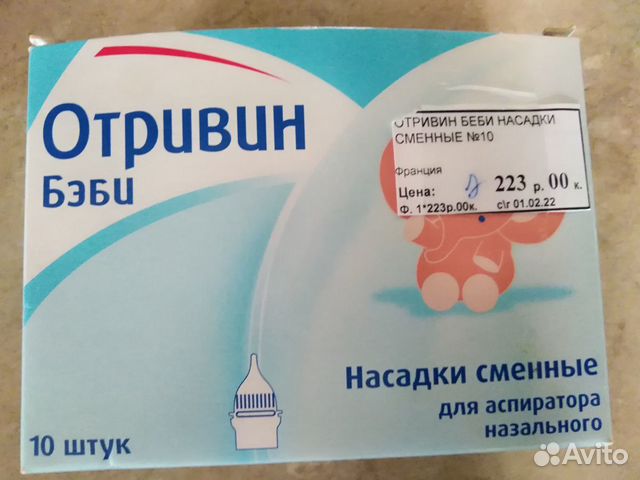 Отривин
Бэби
ОТРИВИН БЕБИ НАСАДКИ
СМЕННЫЕ №10
Франция
Цена: 223 р. 00 к.
Ф. 1*223р.00к. с\г 01.02.22
Насадки сменные
для аспиратора
назального
10 штук
Avito